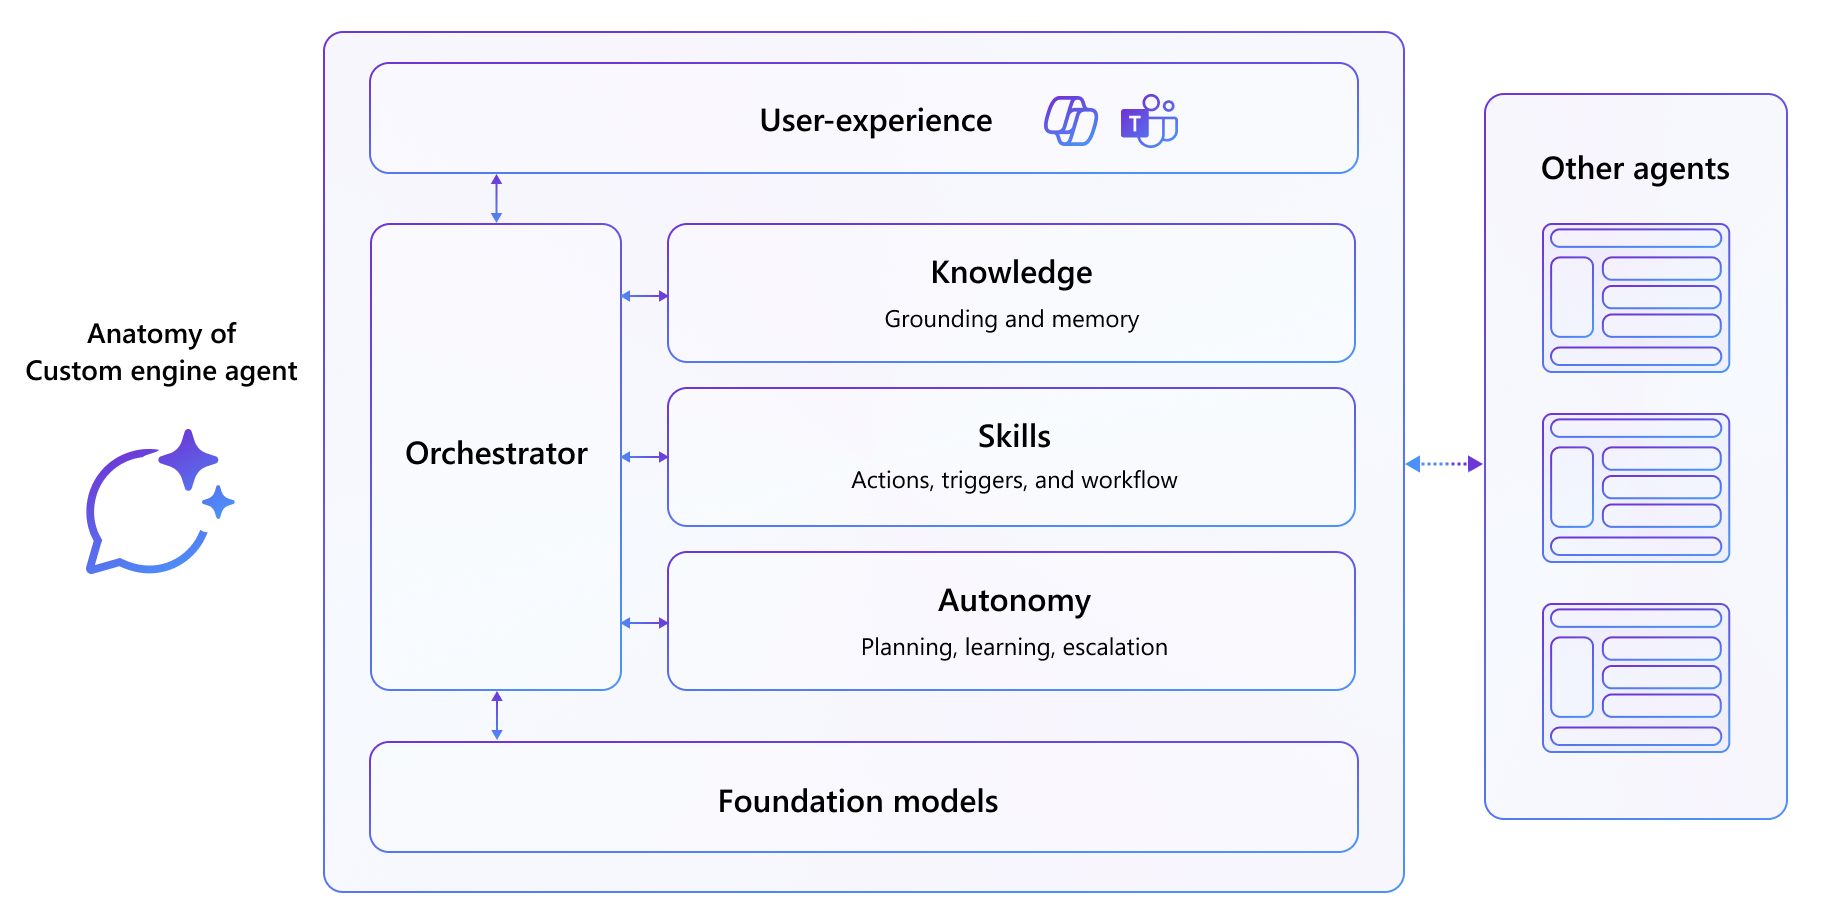 Anatomy of
Custom engine agent
User-experience
T
Orchestrator
Knowledge
Grounding and memory
Skills
Actions, triggers, and workflow
Autonomy
Planning, learning, escalation
Foundation models
Other agents